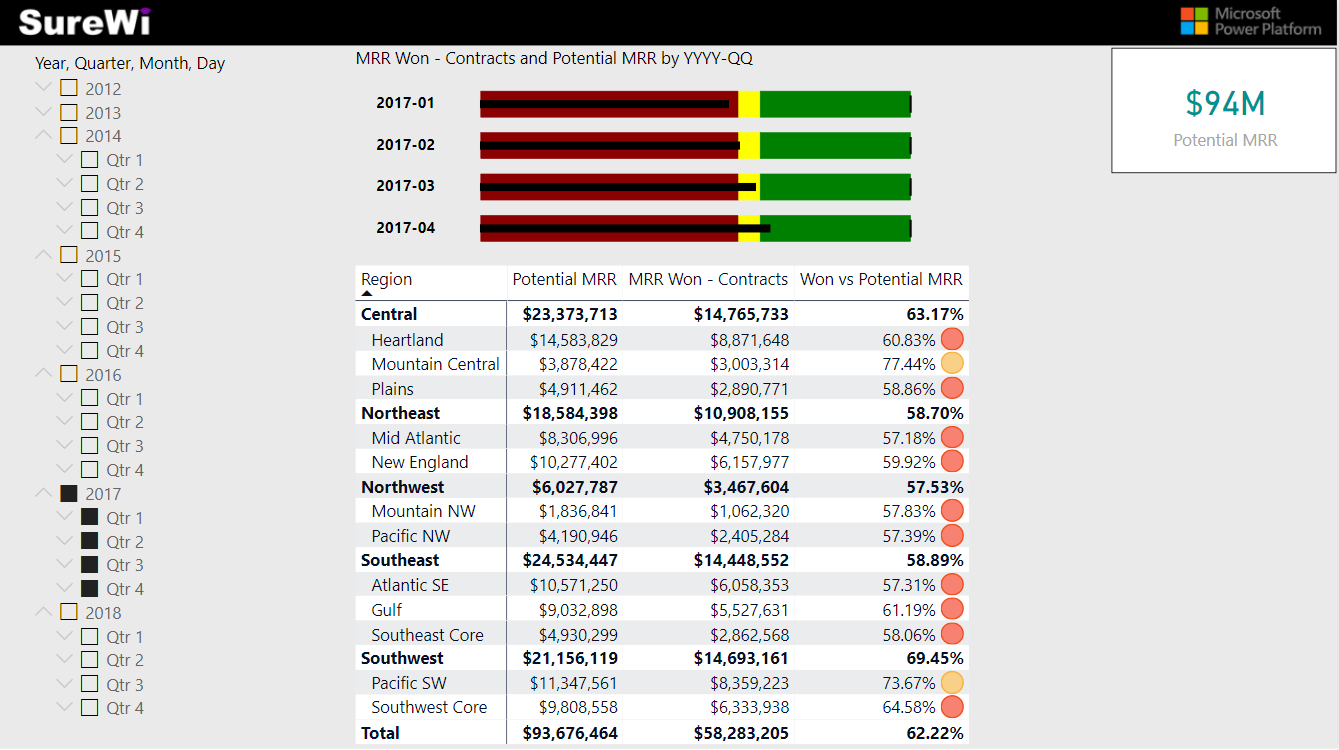 SureWi
Microsoft
Power Platform
Year, Quarter, Month, Day
2012
2013
2014
Qtr 1
Qtr 2
Qtr 3
Qtr 4
2015
Qtr 1
Qtr 2
Qtr 3
Qtr 4
2016
Qtr 1
Qtr 2
Qtr 3
Qtr 4
2017
Qtr 1
Qtr 2
Qtr 3
Qtr 4
2018
Qtr 1
Qtr 2
Qtr 3
Qtr 4
MRR Won - Contracts and Potential MRR by YYYY-QQ
2017-01
2017-02
2017-03
2017-04
Region Potential MRR MRR Won - Contracts Won vs Potential MRR
Central $23,373,713 $14,765,733 63.17%
Heartland $14,583,829 $8,871,648 60.83%
Mountain Central $3,878,422 $3,003,314 77.44%
Plains $4,911,462 $2,890,771 58.86%
Northeast $18,584,398 $10,908,155 58.70%
Mid Atlantic $8,306,996 $4,750,178 57.18%
New England $10,277,402 $6,157,977 59.92%
Northwest $6,027,787 $3,467,604 57.53%
Mountain NW $1,836,841 $1,062,320 57.83%
Pacific NW $4,190,946 $2,405,284 57.39%
Southeast $24,534,447 $14,448,552 58.89%
Atlantic SE $10,571,250 $6,058,353 57.31%
Gulf $9,032,898 $5,527,631 61.19%
Southeast Core $4,930,299 $2,862,568 58.06%
Southwest $21,156,119 $14,693,161 69.45%
Pacific SW $11,347,561 $8,359,223 73.67%
Southwest Core $9,808,558 $6,333,938 64.58%
Total $93,676,464 $58,283,205 62.22%
$94M
Potential MRR